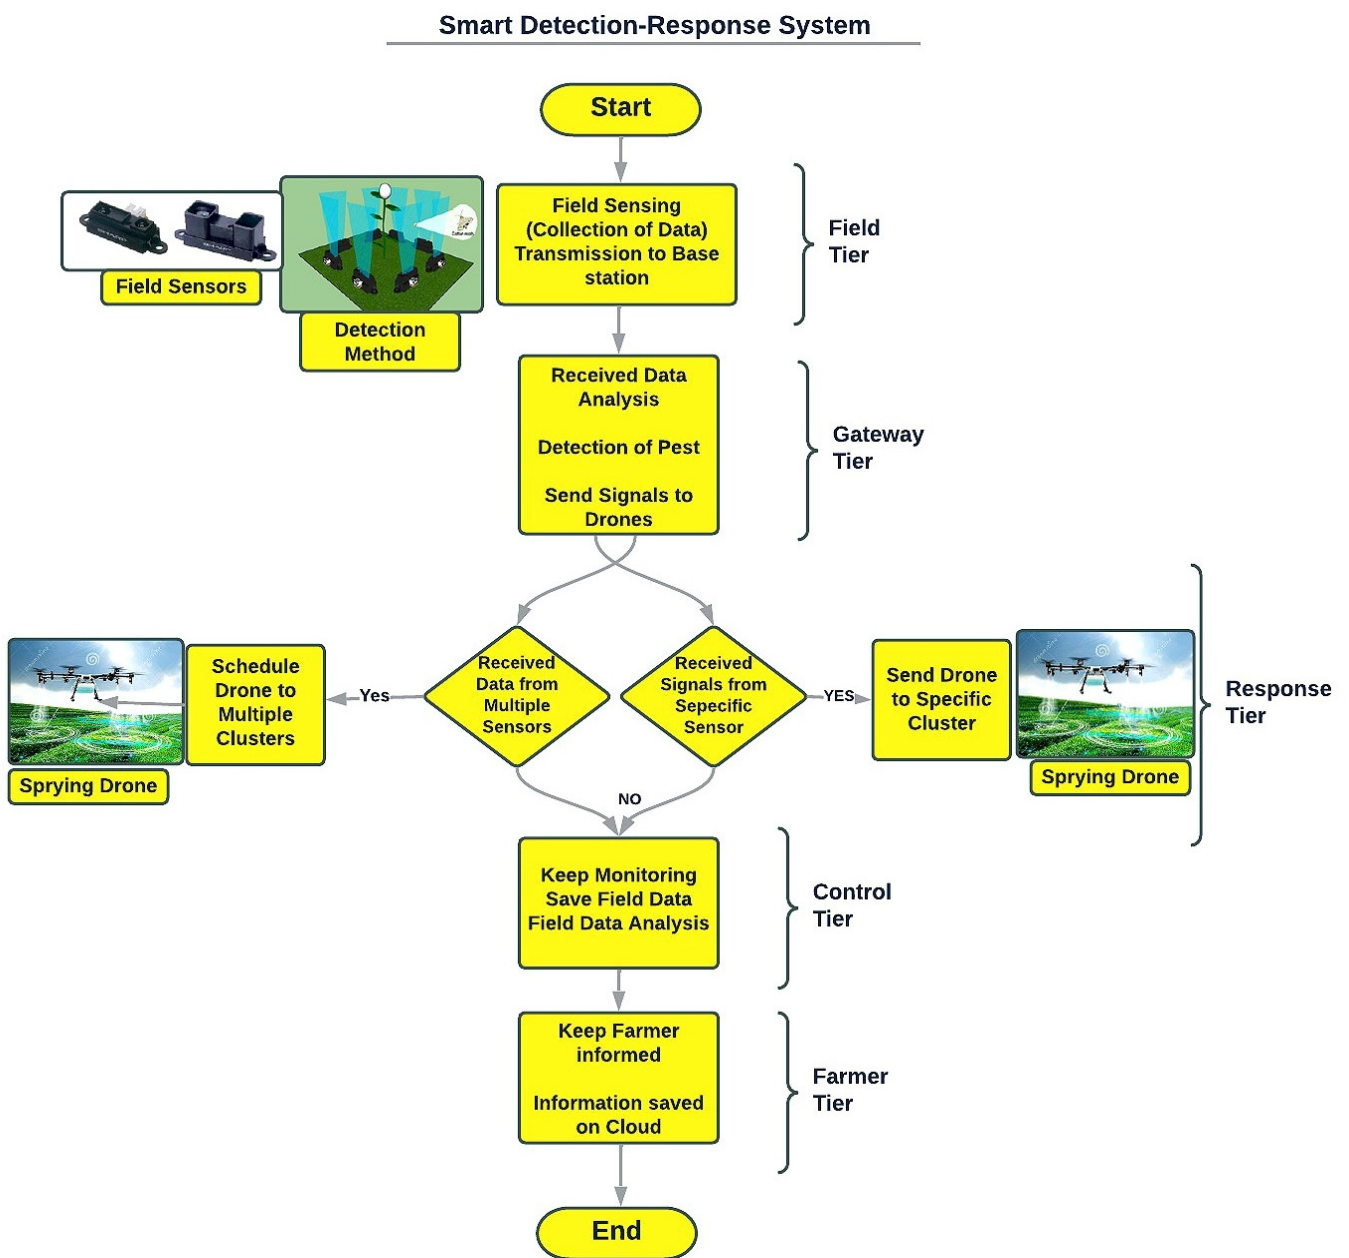 Smart Detection-Response System
Start
Field Sensing
(Collection of Data)
Transmission to Base
station
Field
Tier
Field Sensors
Detection
Method
Received Data
Analysis
Detection of Pest
Send Signals to
Drones
Gateway
Tier
Schedule
Drone to
Multiple
Clusters
Yes
Received
Data from
Multiple
Sensors
Received
Signals from
Sepecific
Sensor
YES
Send Drone
to Specific
Cluster
Response
Tier
Sprying Drone
Sprying Drone
NO
Keep Monitoring
Save Field Data
Field Data Analysis
Control
Tier
Keep Farmer
informed
Information saved
on Cloud
Farmer
Tier
End